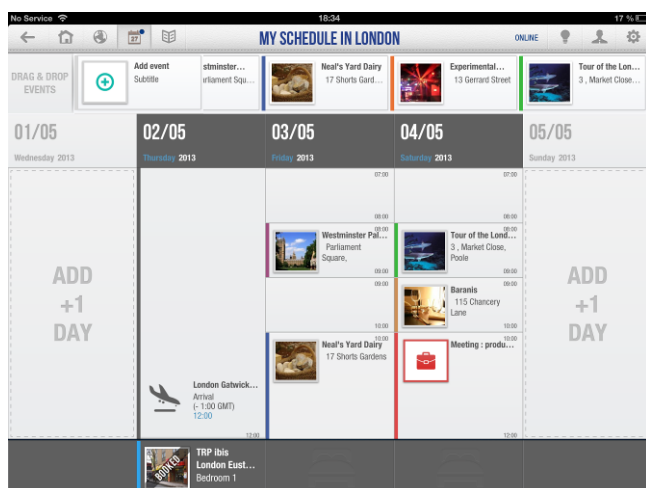 No Service
18:34
17 %
27
MY SCHEDULE IN LONDON
ONLINE
DRAG & DROP
EVENTS
Add event
Subtitle
stminster...
rliament Squ...
Neal's Yard Dairy
17 Shorts Gard...
Experimental...
13 Gerrard Street
Tour of the Lon...
3 , Market Close...
01/05
Wednesday 2013
02/05
Thursday 2013
03/05
Friday 2013
04/05
Saturday 2013
05/05
Sunday 2013
ADD
+1
DAY
London Gatwick...
Arrival
(- 1:00 GMT)
12:00
12:00
07:00
08:00
08:00
Westminster Pal...
Parliament
Square,
09:00
09:00
10:00
10:00
Neal's Yard Dairy
17 Shorts Gardens
07:00
08:00
08:00
Tour of the Lond...
3 , Market Close,
Poole
09:00
09:00
Baranis
115 Chancery
Lane
10:00
10:00
Meeting : produ...
12:00
ADD
+1
DAY
BOOKED
TRP ibis
London Eust...
Bedroom 1